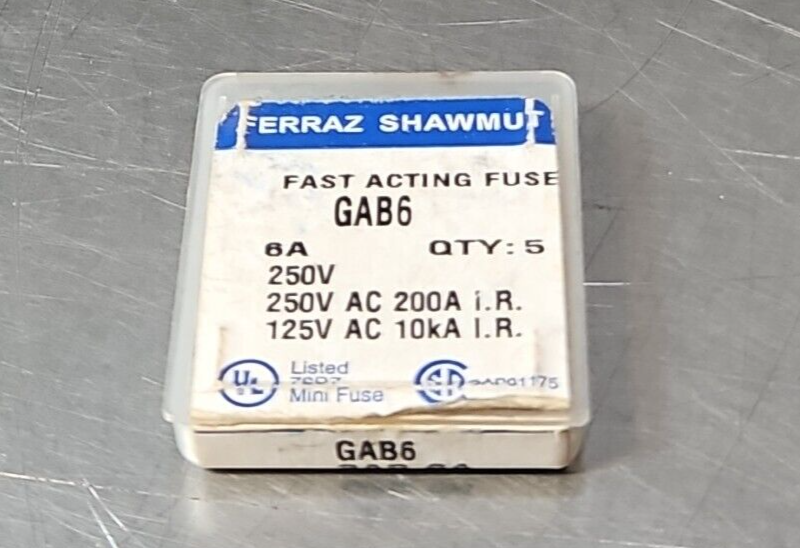 FERRAZ SHAWMUT
FAST ACTING FUSE
GAB6
6A QTY: 5
250V
250V AC 200A I.R.
125V AC 10kA I.R.
UL Listed
Mini Fuse
GAB6